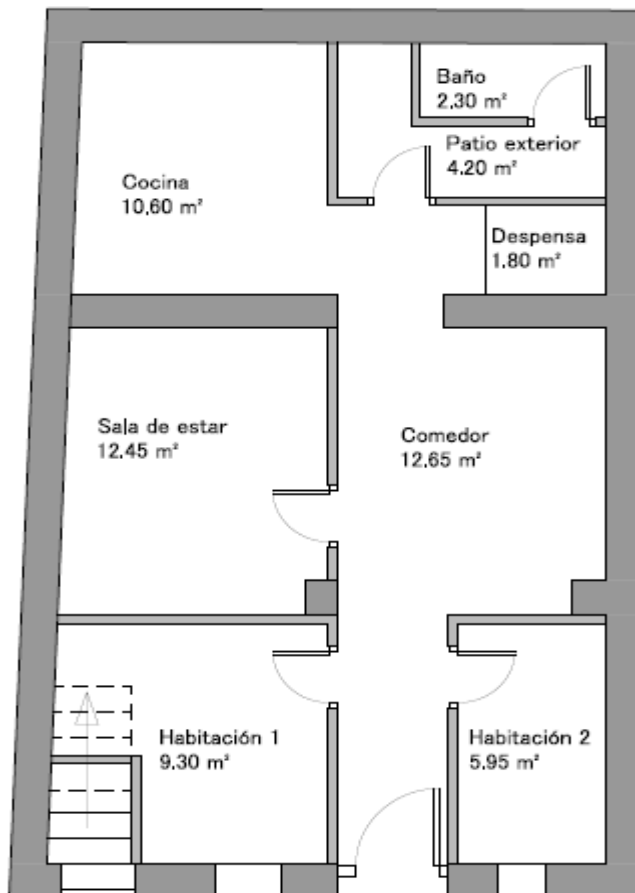 Baño
2.30 m²
Patio exterior
4.20 m²
Cocina
10.60 m²
Despensa
1.80 m²
Sala de estar
12.45 m²
Comedor
12.65 m²
Habitación 1
9.30 m²
Habitación 2
5.95 m²